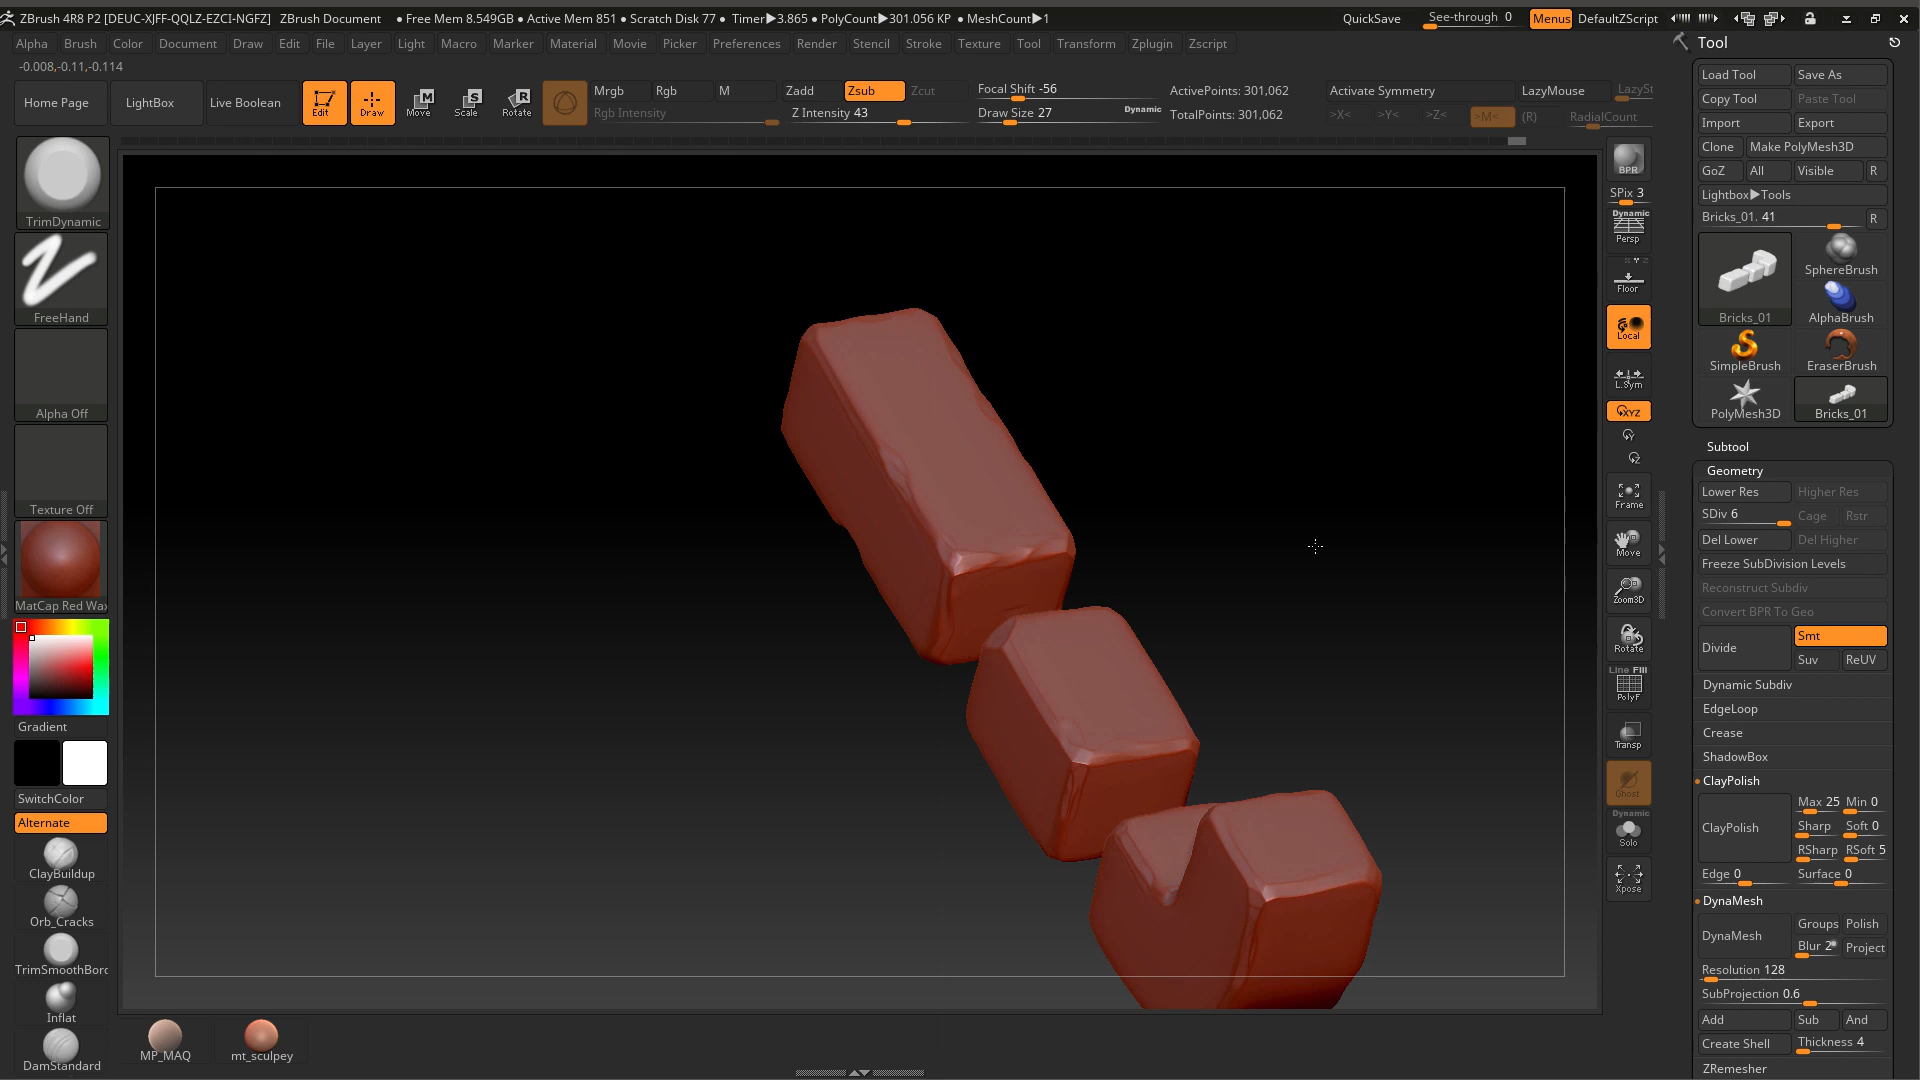 ZBrush 4R8 P2 [DEUC-XJFF-QQLZ-EZCI-NGFZ] ZBrush Document ● Free Mem 8.549GB ● Active Mem 851 ● Scratch Disk 77 ● Timer▶3.865 ● PolyCount▶301.056 KP ● MeshCount▶1 QuickSave See-through 0 Menus DefaultZScript
Alpha Brush Color Document Draw Edit File Layer Light Macro Marker Material Movie Picker Preferences Render Stencil Stroke Texture Tool Transform Zplugin Zscript
-0.008,-0.11,-0.114
Home Page LightBox Live Boolean
Edit Draw Move Scale Rotate
Mrgb Rgb M
Rgb Intensity
Zadd Zsub Zcut
Z Intensity 43
Focal Shift -56
Draw Size 27 Dynamic
ActivePoints: 301,062
TotalPoints: 301,062
Activate Symmetry LazyMouse LazySt
>X< >Y< >Z< >M< (R) RadialCount
TrimDynamic
FreeHand
Alpha Off
Texture Off
MatCap Red Wax
Gradient
SwitchColor
Alternate
ClayBuildup
Orb_Cracks
TrimSmoothBord
Inflat
DamStandard
MP_MAQ mt_sculpey
BPR
SPix 3
Dynamic
Persp
Floor
Local
L.Sym
XYZ
Y
Z
Frame
Move
Zoom3D
Rotate
Line Fill
PolyF
Transp
Ghost
Dynamic
Solo
Xpose
Tool
Load Tool Save As
Copy Tool Paste Tool
Import Export
Clone Make PolyMesh3D
GoZ All Visible R
Lightbox▶Tools
Bricks_01. 41 R
Bricks_01 SphereBrush
AlphaBrush
SimpleBrush EraserBrush
PolyMesh3D Bricks_01
Subtool
Geometry
Lower Res Higher Res
SDiv 6 Cage Rstr
Del Lower Del Higher
Freeze SubDivision Levels
Reconstruct Subdiv
Convert BPR To Geo
Divide Smt
Suv ReUV
Dynamic Subdiv
EdgeLoop
Crease
ShadowBox
ClayPolish
ClayPolish Max 25 Min 0
Sharp Soft 0
RSharp RSoft 5
Edge 0 Surface 0
DynaMesh
DynaMesh Groups Polish
Blur 2 Project
Resolution 128
SubProjection 0.6
Add Sub And
Create Shell Thickness 4
ZRemesher